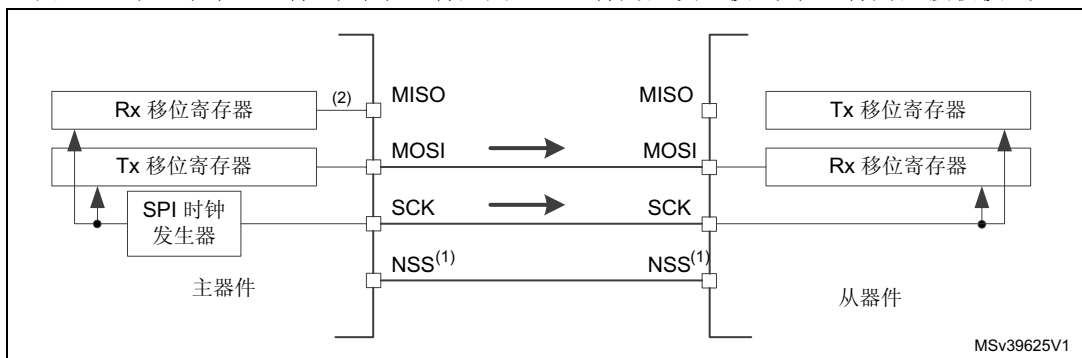 MISO
MISO
Rx 移位寄存器
(2)
Tx 移位寄存器
MOSI
MOSI
Tx 移位寄存器
Rx 移位寄存器
SPI 时钟
发生器
SCK
SCK
NSS(1)
NSS(1)
主器件
从器件
MSv39625V1